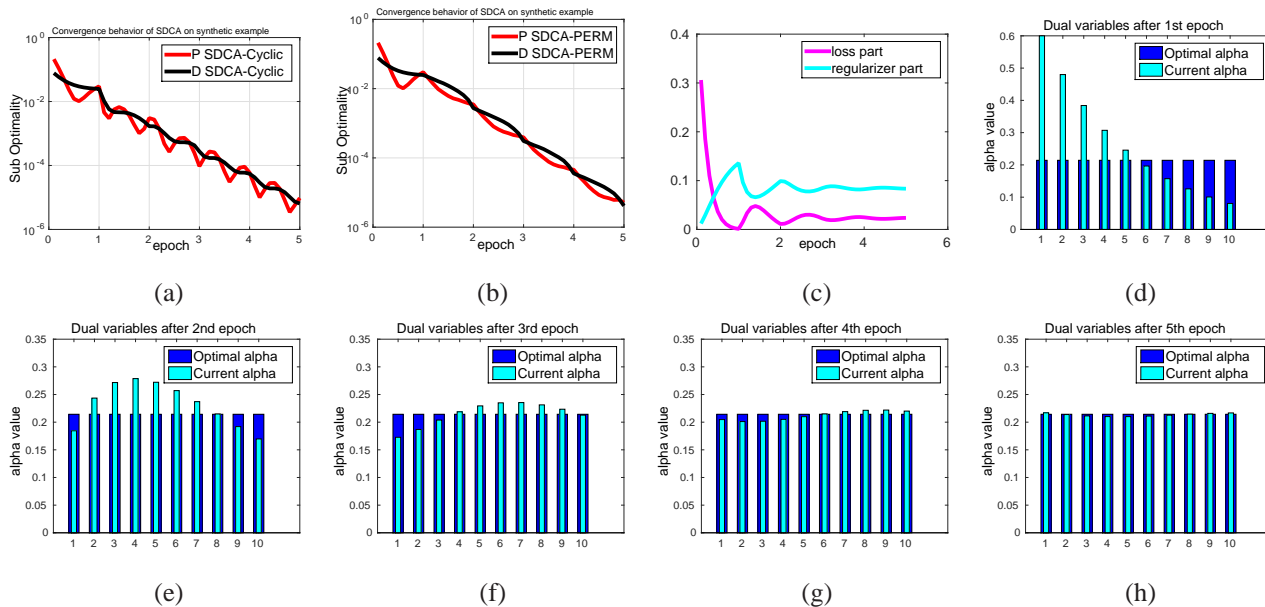 Convergence behavior of SDCA on synthetic example
P SDCA-Cyclic
D SDCA-Cyclic
Sub Optimality
10^0
10^-2
10^-4
10^-6
0 1 2 3 4 5
epoch
(a)
Convergence behavior of SDCA on synthetic example
P SDCA-PERM
D SDCA-PERM
Sub Optimality
10^0
10^-2
10^-4
10^-6
0 1 2 3 4 5
epoch
(b)
loss part
regularizer part
0.4
0.3
0.2
0.1
0
0 2 4 6
epoch
(c)
Dual variables after 1st epoch
Optimal alpha
Current alpha
alpha value
0.6
0.5
0.4
0.3
0.2
0.1
0
1 2 3 4 5 6 7 8 9 10
(d)
Dual variables after 2nd epoch
Optimal alpha
Current alpha
alpha value
0.35
0.3
0.25
0.2
0.15
0.1
0.05
0
1 2 3 4 5 6 7 8 9 10
(e)
Dual variables after 3rd epoch
Optimal alpha
Current alpha
alpha value
0.35
0.3
0.25
0.2
0.15
0.1
0.05
0
1 2 3 4 5 6 7 8 9 10
(f)
Dual variables after 4th epoch
Optimal alpha
Current alpha
alpha value
0.35
0.3
0.25
0.2
0.15
0.1
0.05
0
1 2 3 4 5 6 7 8 9 10
(g)
Dual variables after 5th epoch
Optimal alpha
Current alpha
alpha value
0.35
0.3
0.25
0.2
0.15
0.1
0.05
0
1 2 3 4 5 6 7 8 9 10
(h)